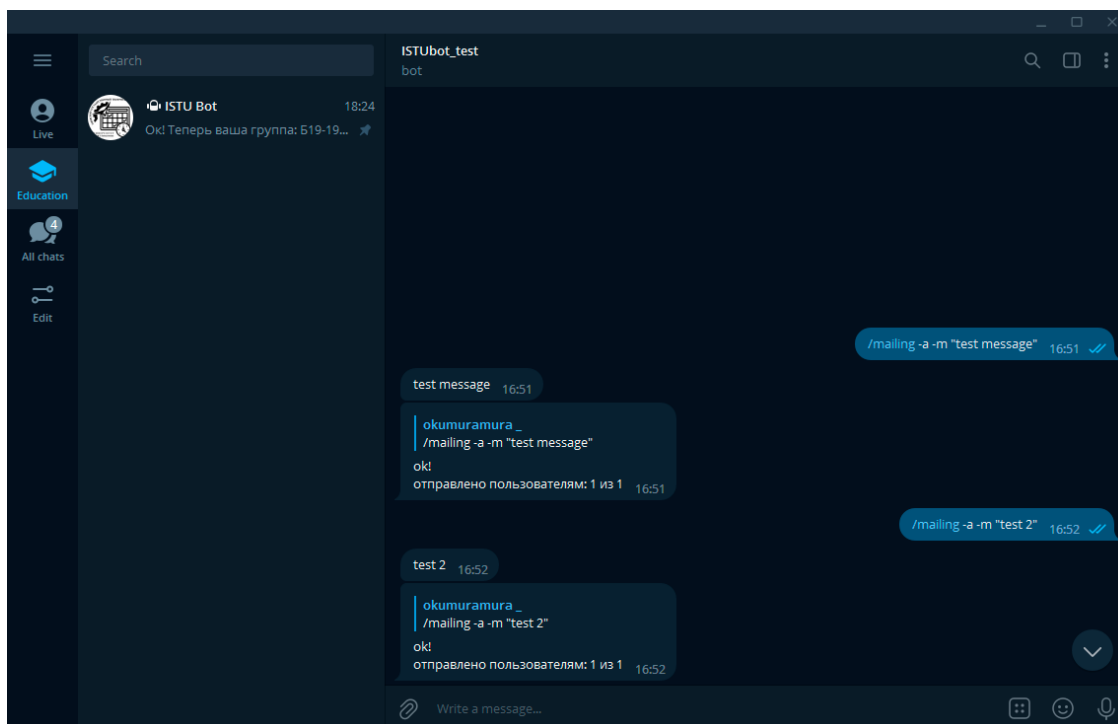 Search
ISTUbot_test
bot
Live
Education
4
All chats
Edit
ISTU Bot 18:24
Ок! Теперь ваша группа: Б19-19...
/mailing -a -m "test message" 16:51
test message 16:51
okumuramura _
/mailing -a -m "test message"
ok!
отправлено пользователям: 1 из 1 16:51
/mailing -a -m "test 2" 16:52
test 2 16:52
okumuramura _
/mailing -a -m "test 2"
ok!
отправлено пользователям: 1 из 1 16:52
Write a message...